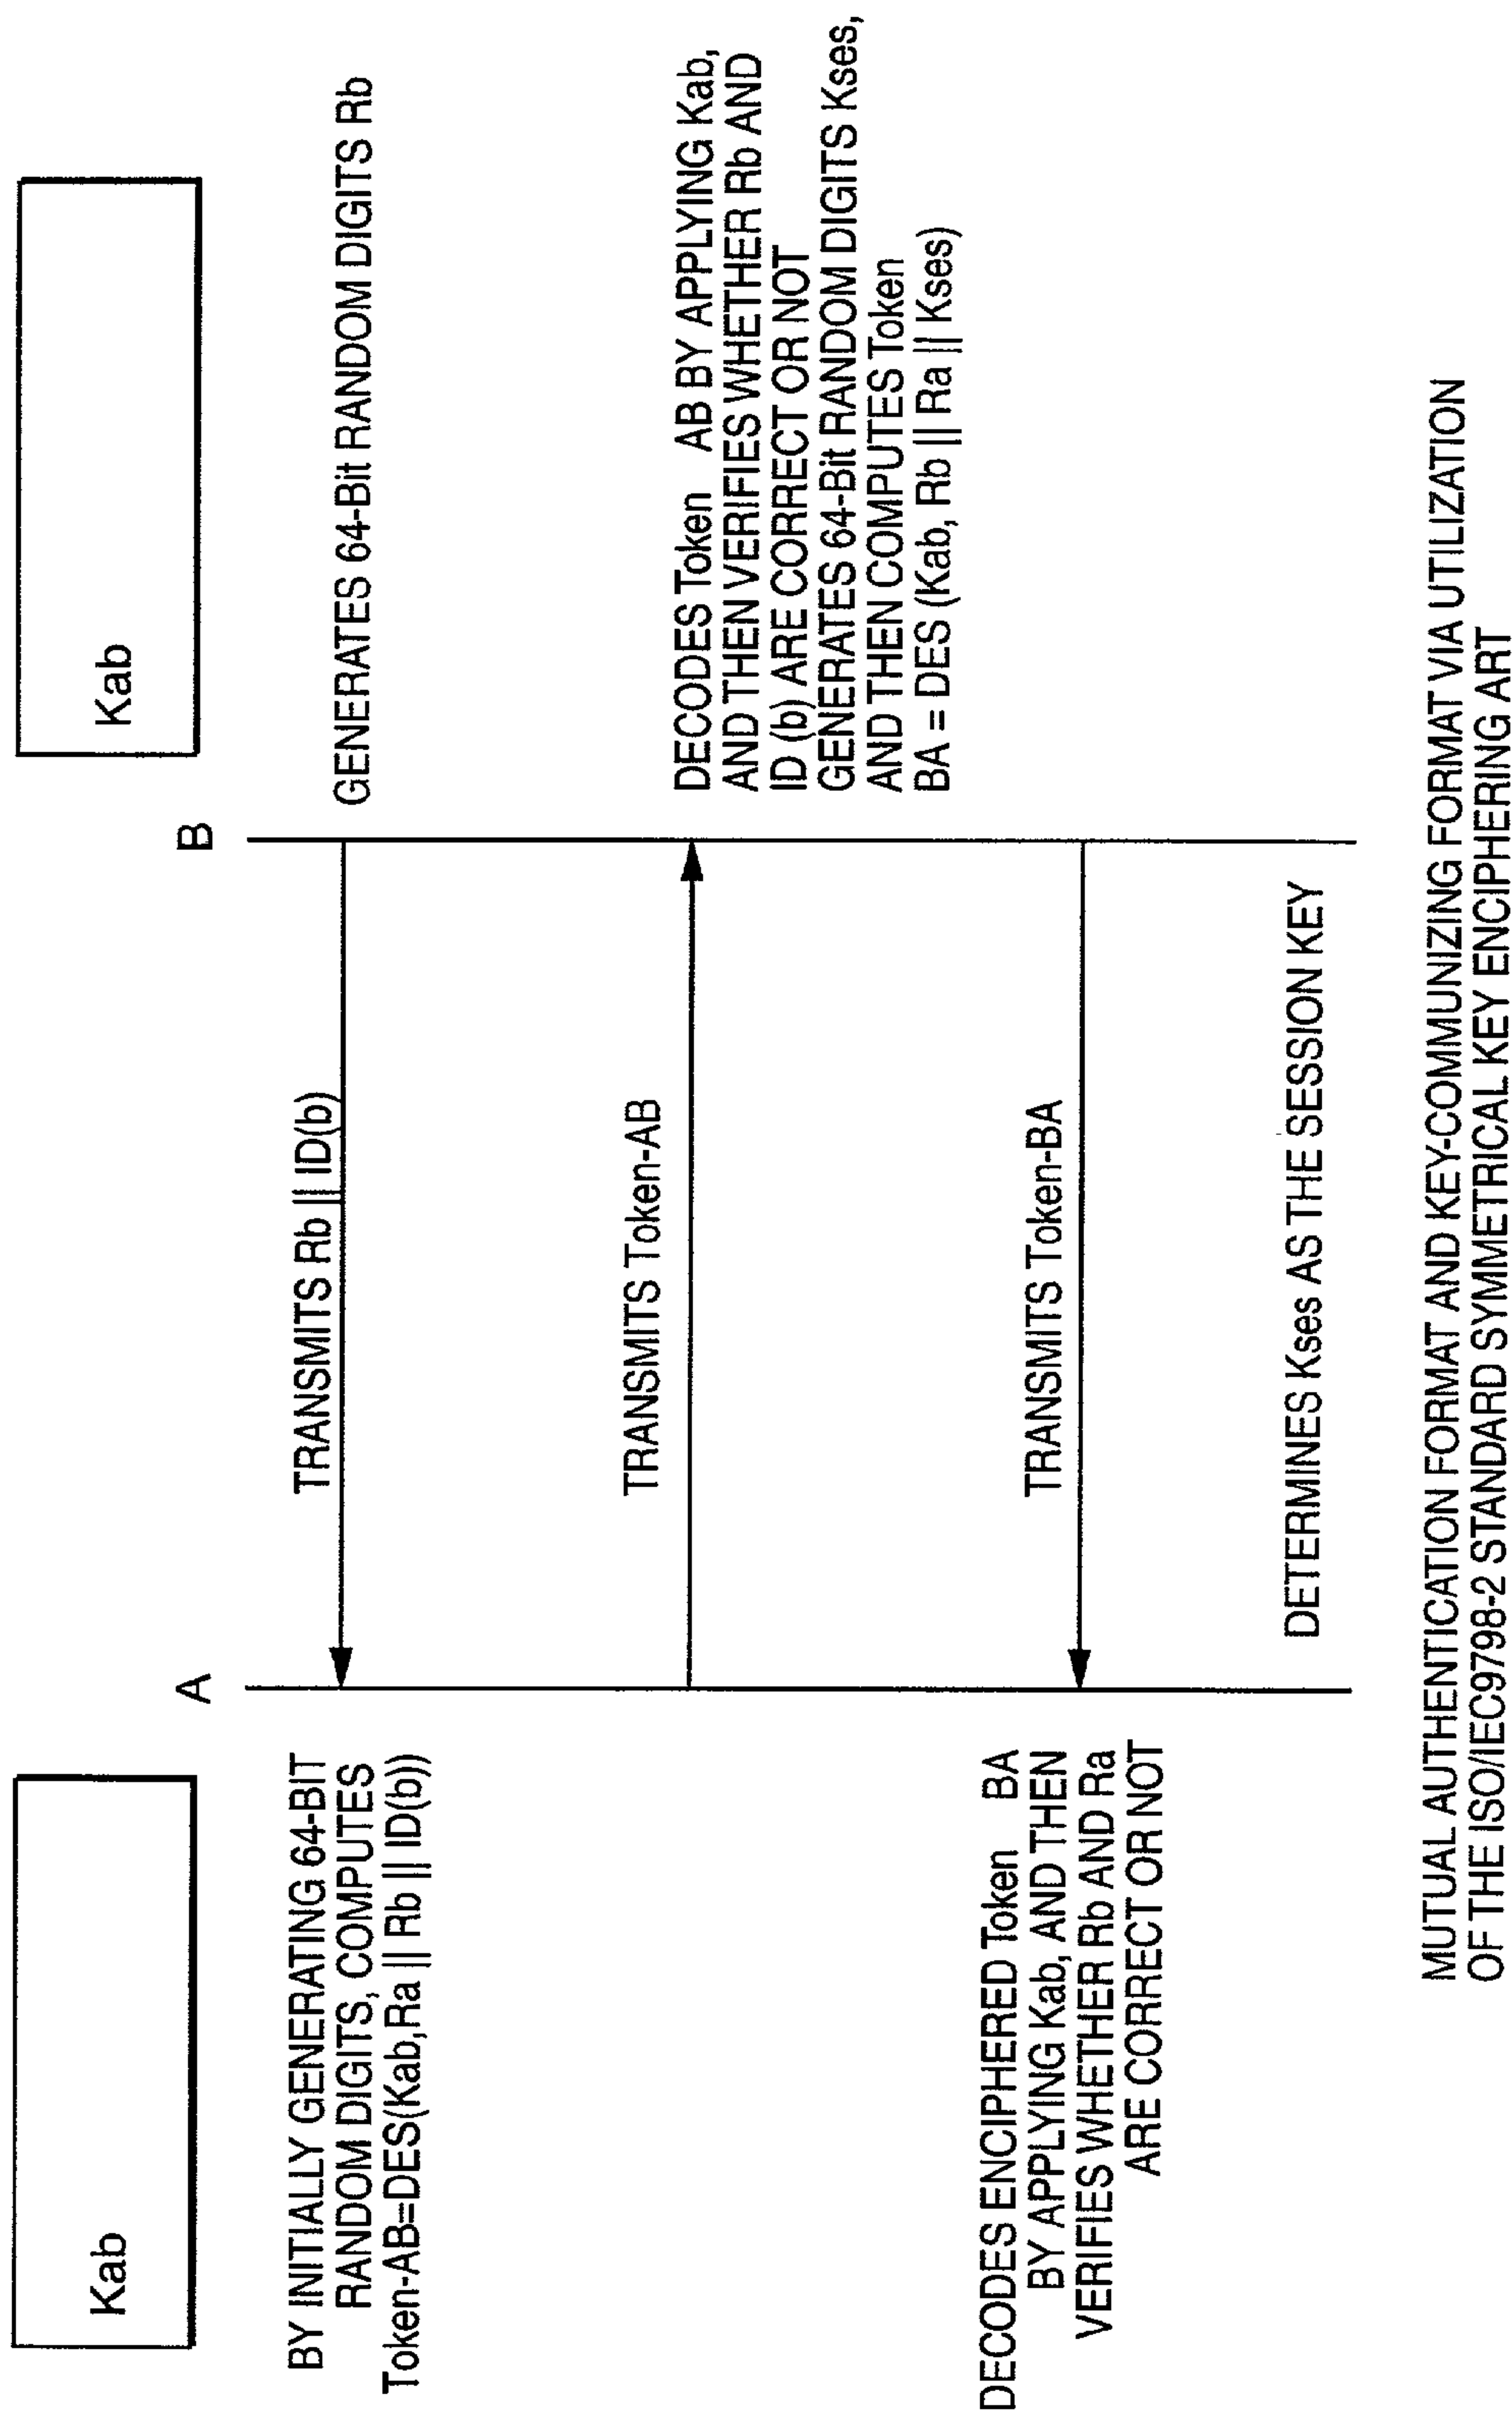 Kab
Kab
A
B
GENERATES 64-Bit RANDOM DIGITS Rb
TRANSMITS Rb || ID(b)
BY INITIALLY GENERATING 64-BIT
RANDOM DIGITS, COMPUTES
Token-AB=DES(Kab,Ra || Rb || ID(b))
TRANSMITS Token-AB
DECODES Token AB BY APPLYING Kab,
AND THEN VERIFIES WHETHER Rb AND
ID (b) ARE CORRECT OR NOT
GENERATES 64-Bit RANDOM DIGITS Kses,
AND THEN COMPUTES Token
BA = DES (Kab, Rb || Ra || Kses)
TRANSMITS Token-BA
DECODES ENCIPHERED Token BA
BY APPLYING Kab, AND THEN
VERIFIES WHETHER Rb AND Ra
ARE CORRECT OR NOT
DETERMINES Kses AS THE SESSION KEY
MUTUAL AUTHENTICATION FORMAT AND KEY-COMMUNIZING FORMAT VIA UTILIZATION
OF THE ISO/IEC9798-2 STANDARD SYMMETRICAL KEY ENCIPHERING ART